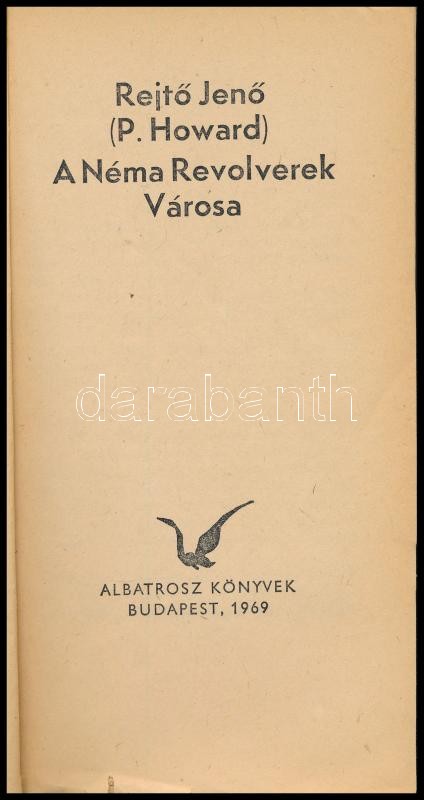 Rejtő Jenő
(P. Howard)
A Néma Revolverek
Városa
darabanth
ALBATROSZ KÖNYVEK
BUDAPEST, 1969